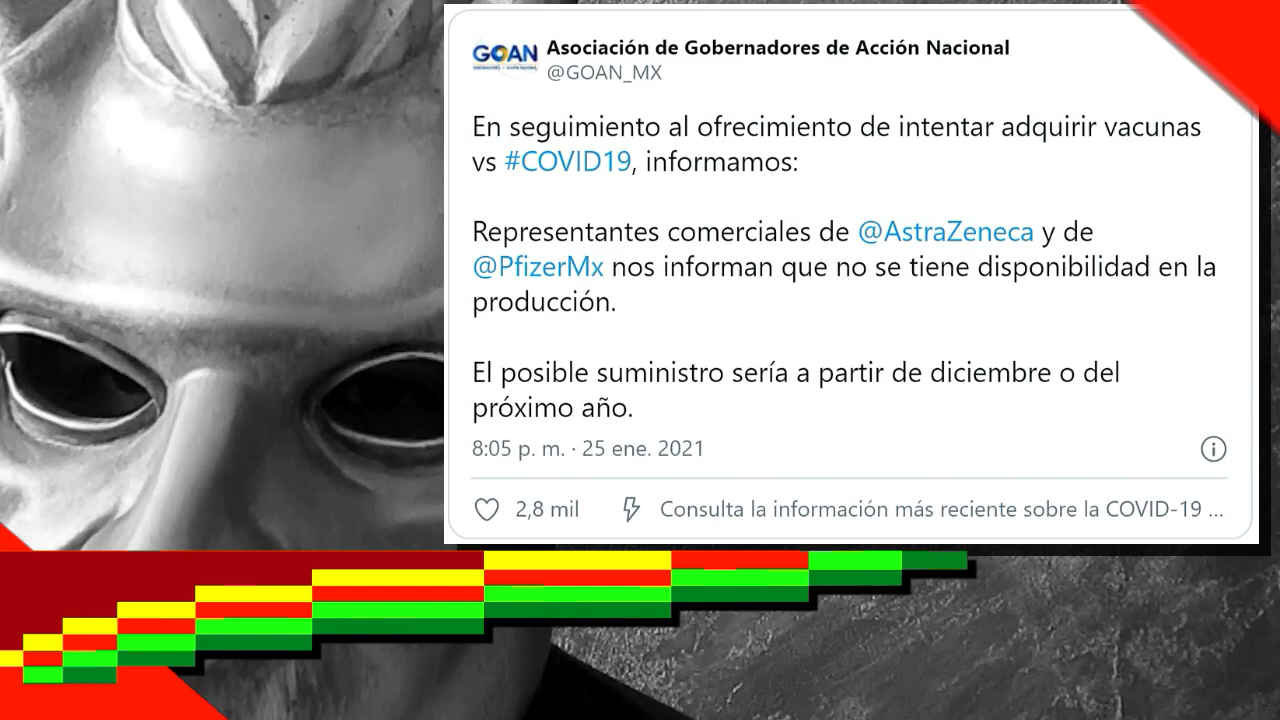 GOAN
Asociación de Gobernadores de Acción Nacional
@GOAN_MX
En seguimiento al ofrecimiento de intentar adquirir vacunas
vs #COVID19, informamos:
Representantes comerciales de @AstraZeneca y de
@PfizerMx nos informan que no se tiene disponibilidad en la
producción.
El posible suministro sería a partir de diciembre o del
próximo año.
8:05 p. m. · 25 ene. 2021
2,8 mil
Consulta la información más reciente sobre la COVID-19 ...